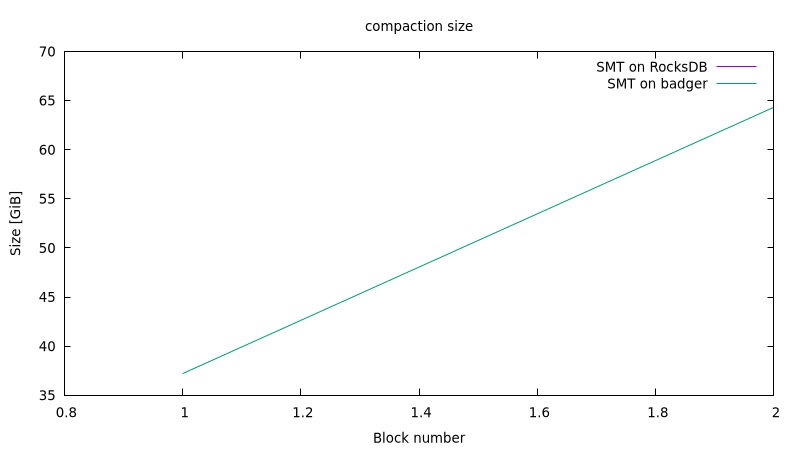 compaction size
70
65
60
55
50
45
40
35
Size [GiB]
SMT on RocksDB
SMT on badger
0.8 1 1.2 1.4 1.6 1.8 2
Block number